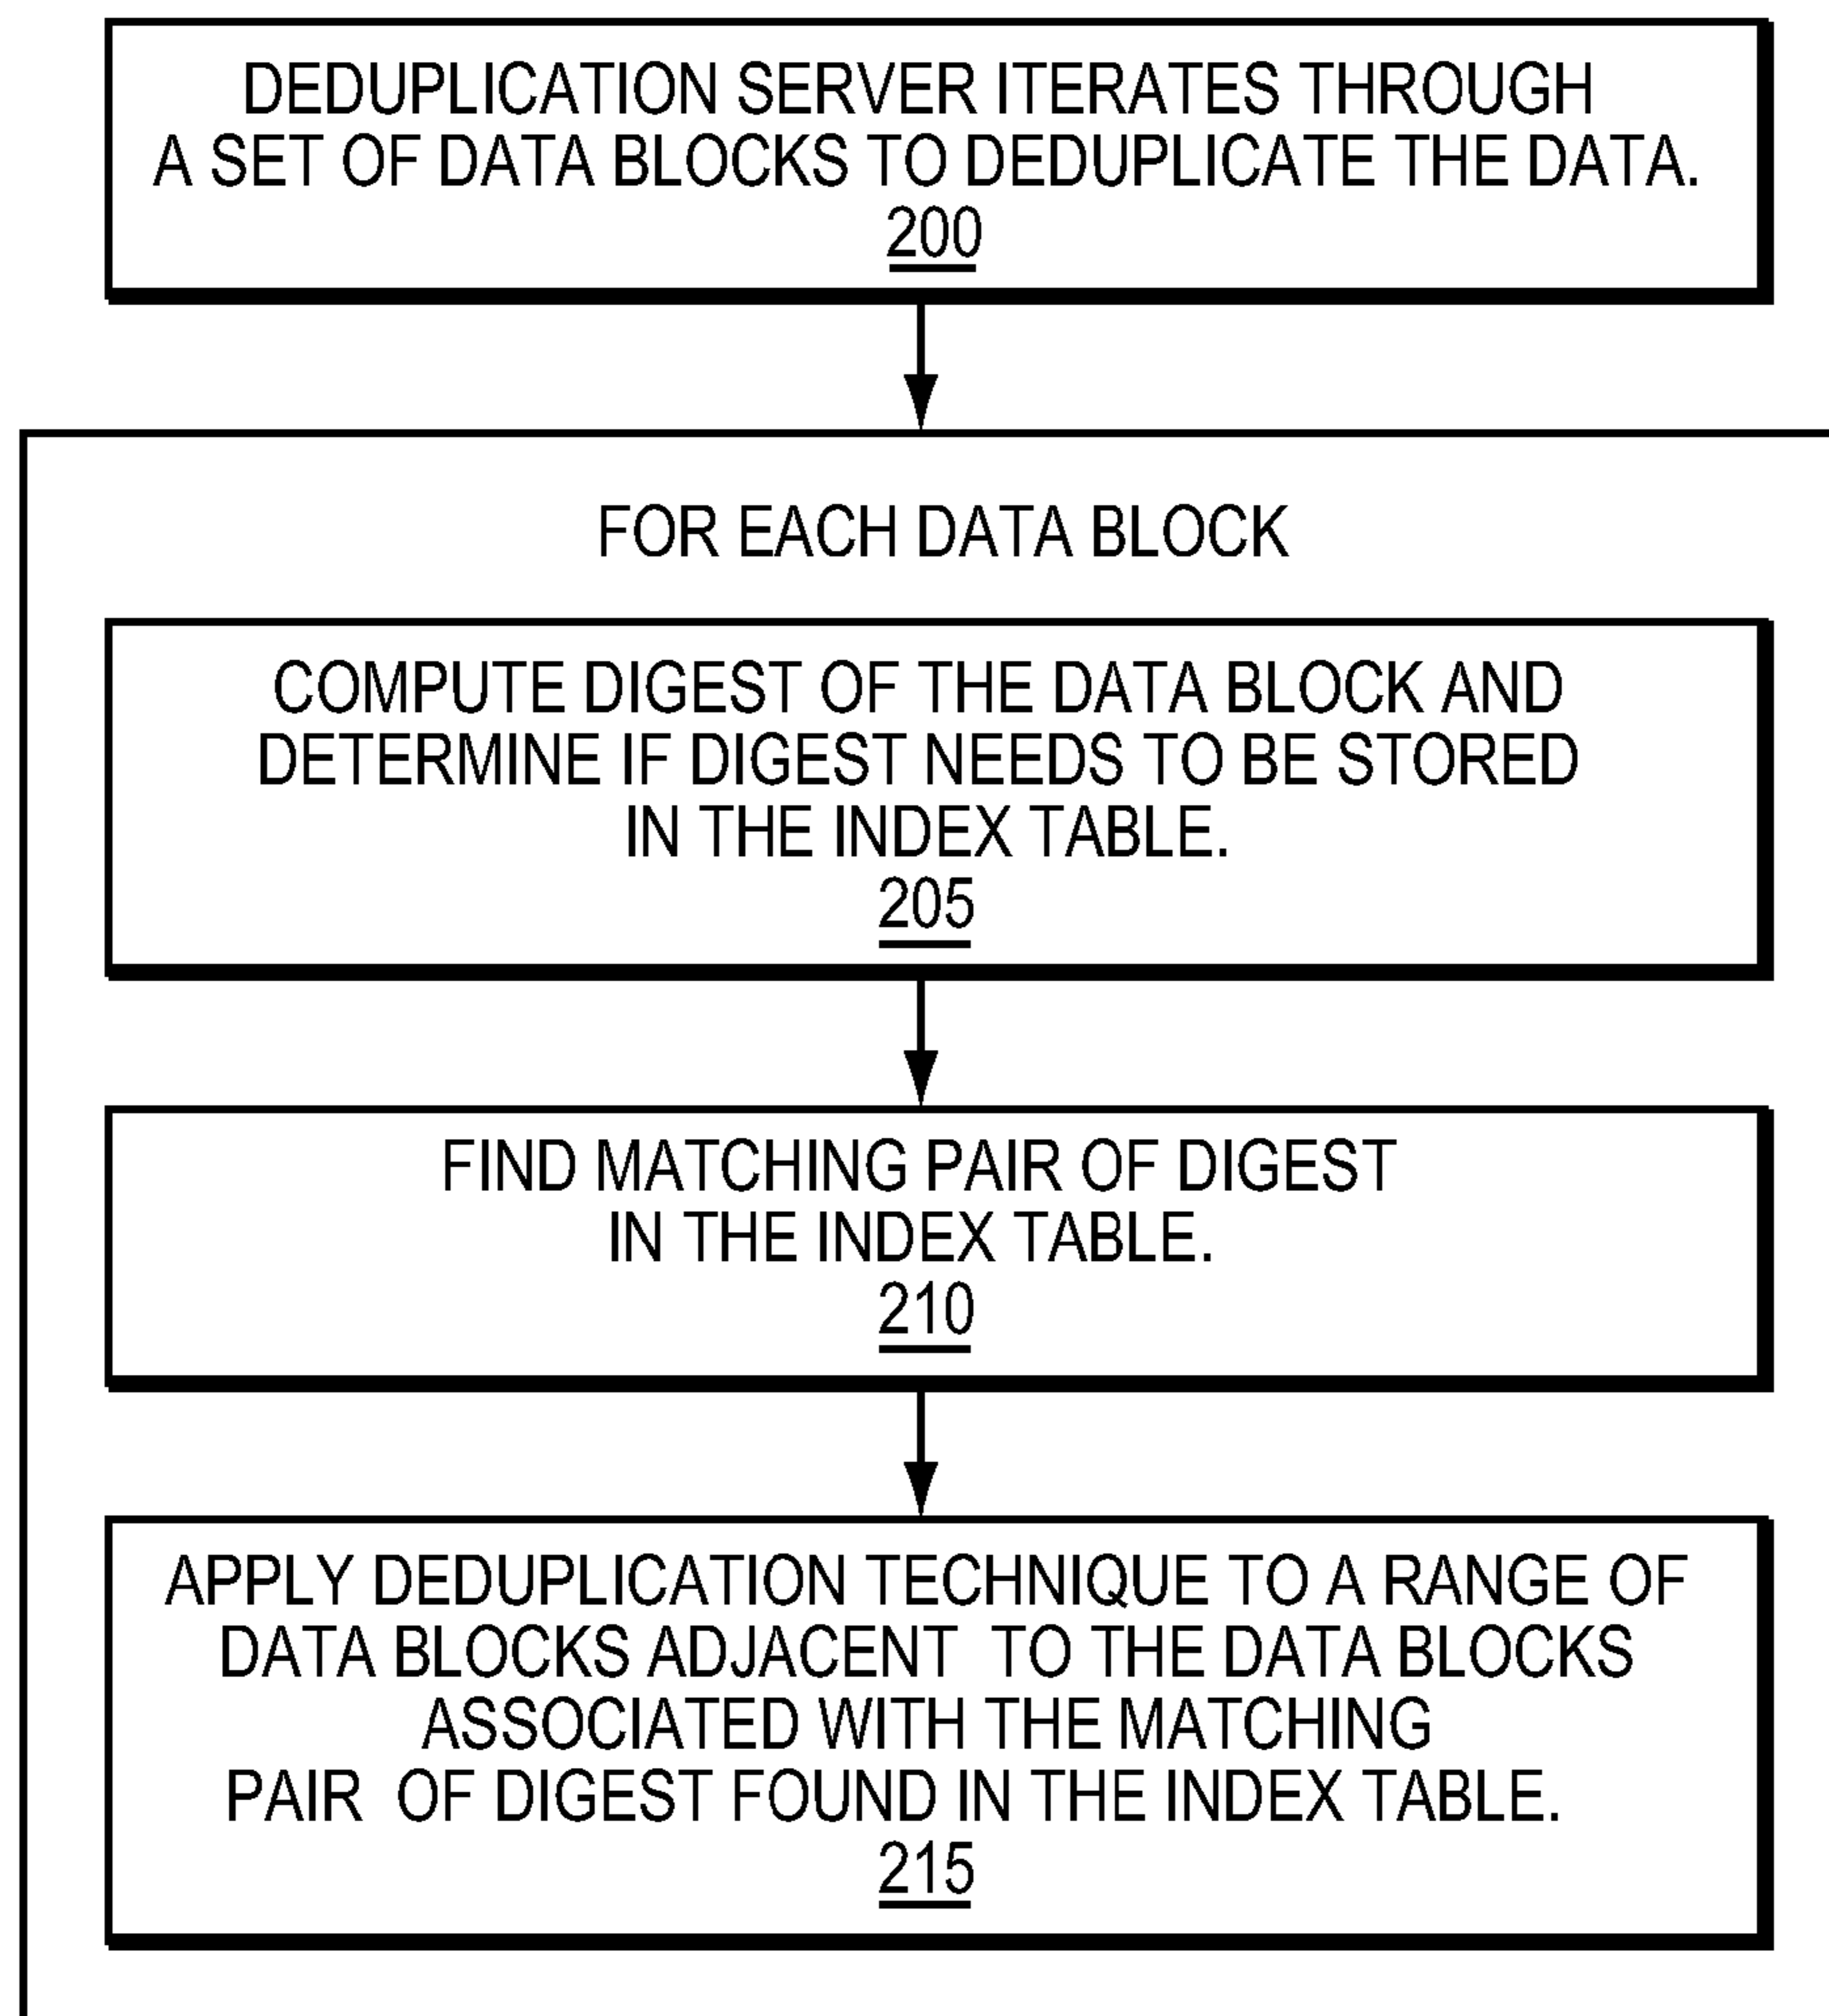 DEDUPLICATION SERVER ITERATES THROUGH
A SET OF DATA BLOCKS TO DEDUPLICATE THE DATA.
200
FOR EACH DATA BLOCK
COMPUTE DIGEST OF THE DATA BLOCK AND
DETERMINE IF DIGEST NEEDS TO BE STORED
IN THE INDEX TABLE.
205
FIND MATCHING PAIR OF DIGEST
IN THE INDEX TABLE.
210
APPLY DEDUPLICATION TECHNIQUE TO A RANGE OF
DATA BLOCKS ADJACENT TO THE DATA BLOCKS
ASSOCIATED WITH THE MATCHING
PAIR OF DIGEST FOUND IN THE INDEX TABLE.
215